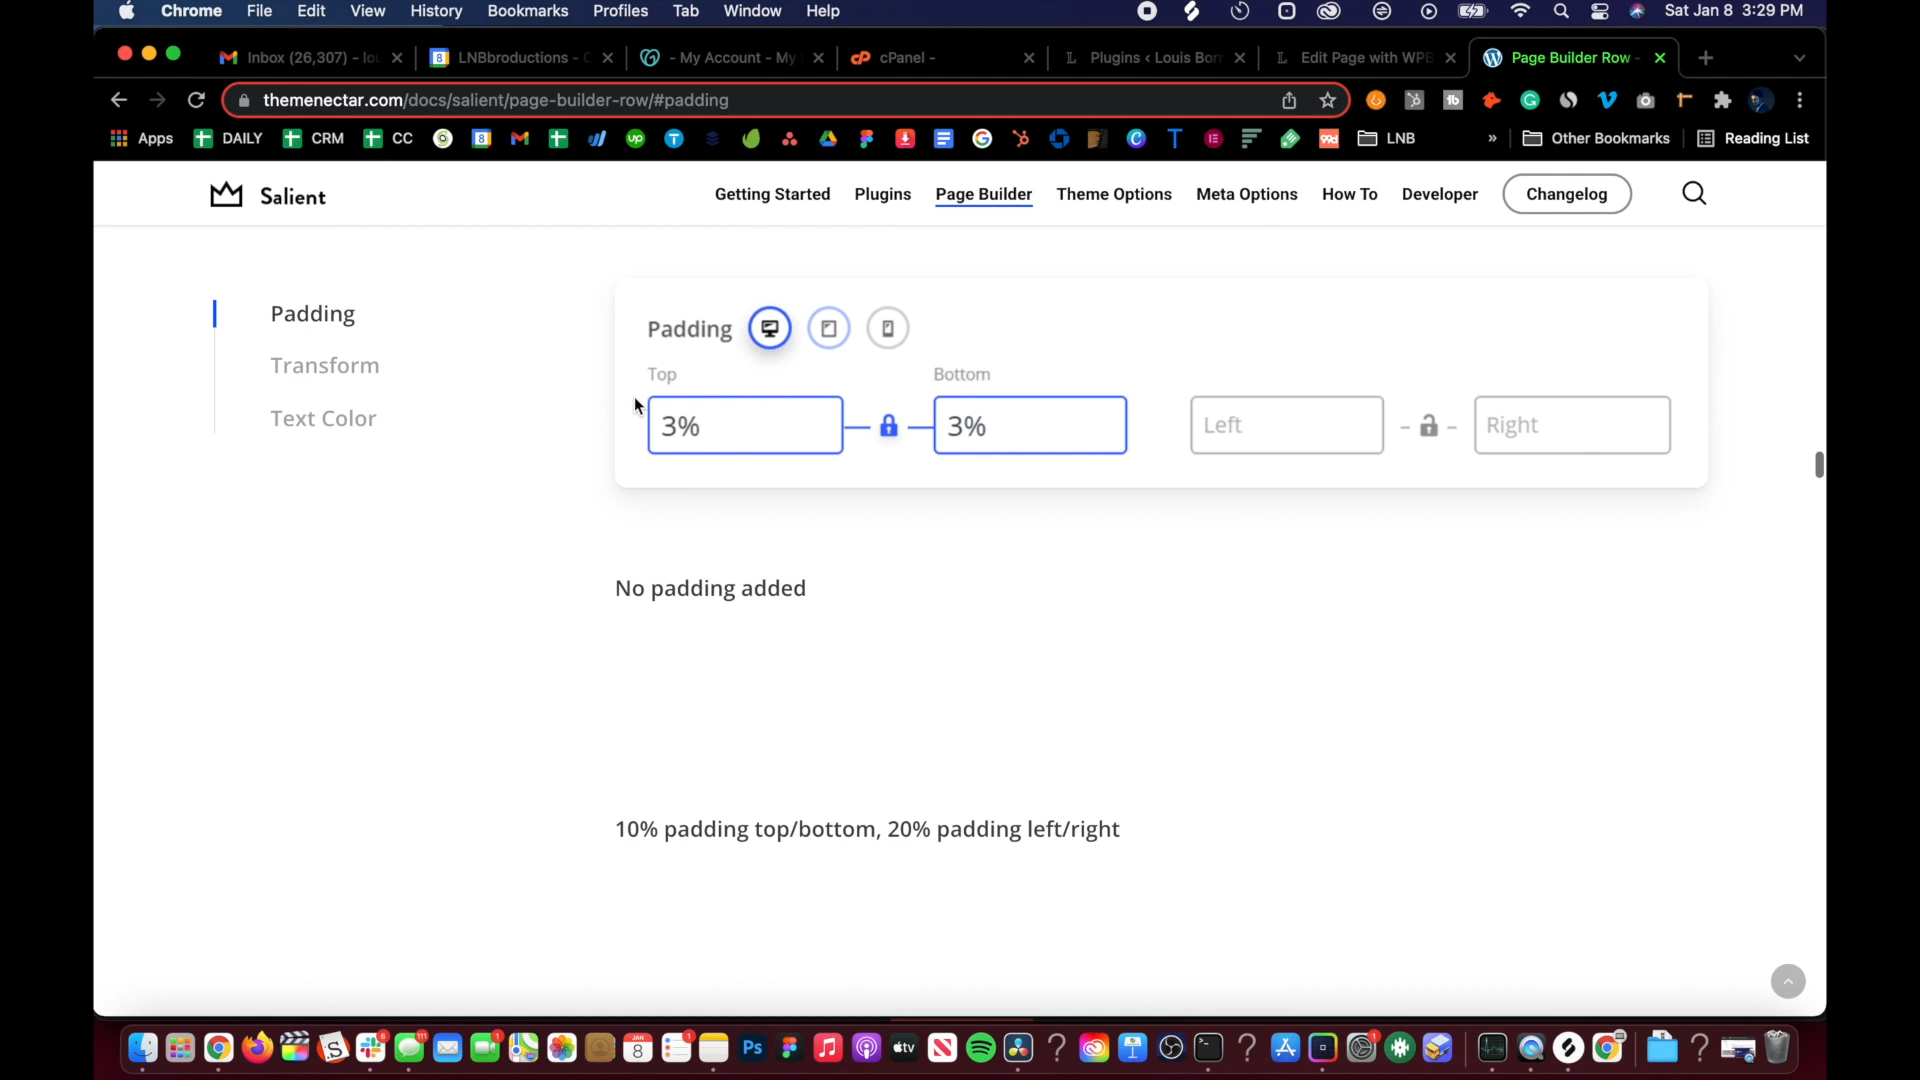 Chrome File Edit View History Bookmarks Profiles Tab Window Help Sat Jan 8 3:29 PM
Inbox (26,307) - lou LNBbroductions - C - My Account - My cPanel - Plugins ‹ Louis Borr Edit Page with WPB Page Builder Row -
themenectar.com/docs/salient/page-builder-row/#padding
Apps DAILY CRM CC LNB » Other Bookmarks Reading List
Salient Getting Started Plugins Page Builder Theme Options Meta Options How To Developer Changelog
Padding
Transform
Text Color
Padding
Top Bottom
3% 3% Left Right
No padding added
10% padding top/bottom, 20% padding left/right